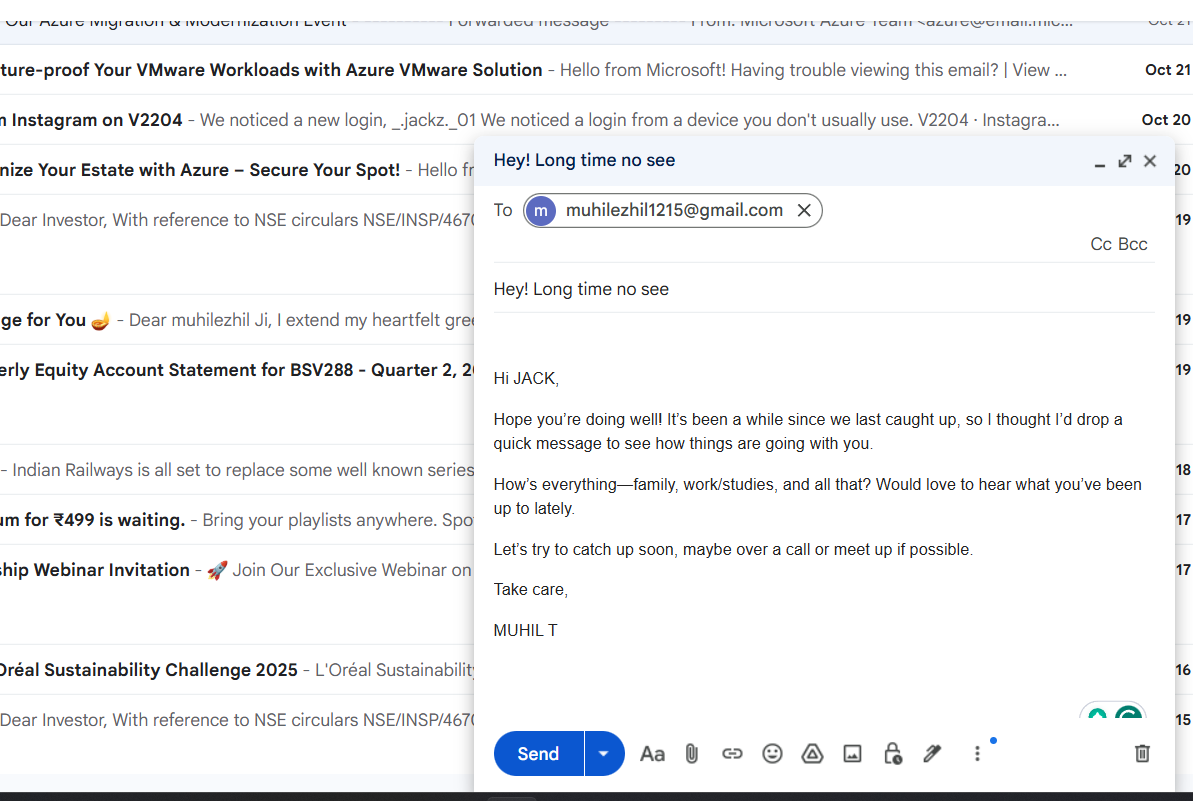 Our Azure Migration & Modernization Event - Forwarded message From: Microsoft Azure Team <azure@email.mic... Oct 21
ture-proof Your VMware Workloads with Azure VMware Solution - Hello from Microsoft! Having trouble viewing this email? | View ... Oct 21
n Instagram on V2204 - We noticed a new login, _.jackz._01 We noticed a login from a device you don't usually use. V2204 · Instagra... Oct 20
nize Your Estate with Azure – Secure Your Spot! - Hello fr 20
Dear Investor, With reference to NSE circulars NSE/INSP/4670 19
ge for You 🪔 - Dear muhilezhil Ji, I extend my heartfelt gree 19
erly Equity Account Statement for BSV288 - Quarter 2, 20 19
- Indian Railways is all set to replace some well known series 18
um for ₹499 is waiting. - Bring your playlists anywhere. Spo 17
ship Webinar Invitation - 🚀 Join Our Exclusive Webinar on 17
Oréal Sustainability Challenge 2025 - L'Oréal Sustainability 16
Dear Investor, With reference to NSE circulars NSE/INSP/4670 15
Hey! Long time no see
To m muhilezhil1215@gmail.com
Cc Bcc
Hey! Long time no see
Hi JACK,
Hope you’re doing well! It’s been a while since we last caught up, so I thought I’d drop a
quick message to see how things are going with you.
How’s everything—family, work/studies, and all that? Would love to hear what you’ve been
up to lately.
Let’s try to catch up soon, maybe over a call or meet up if possible.
Take care,
MUHIL T
Send Aa